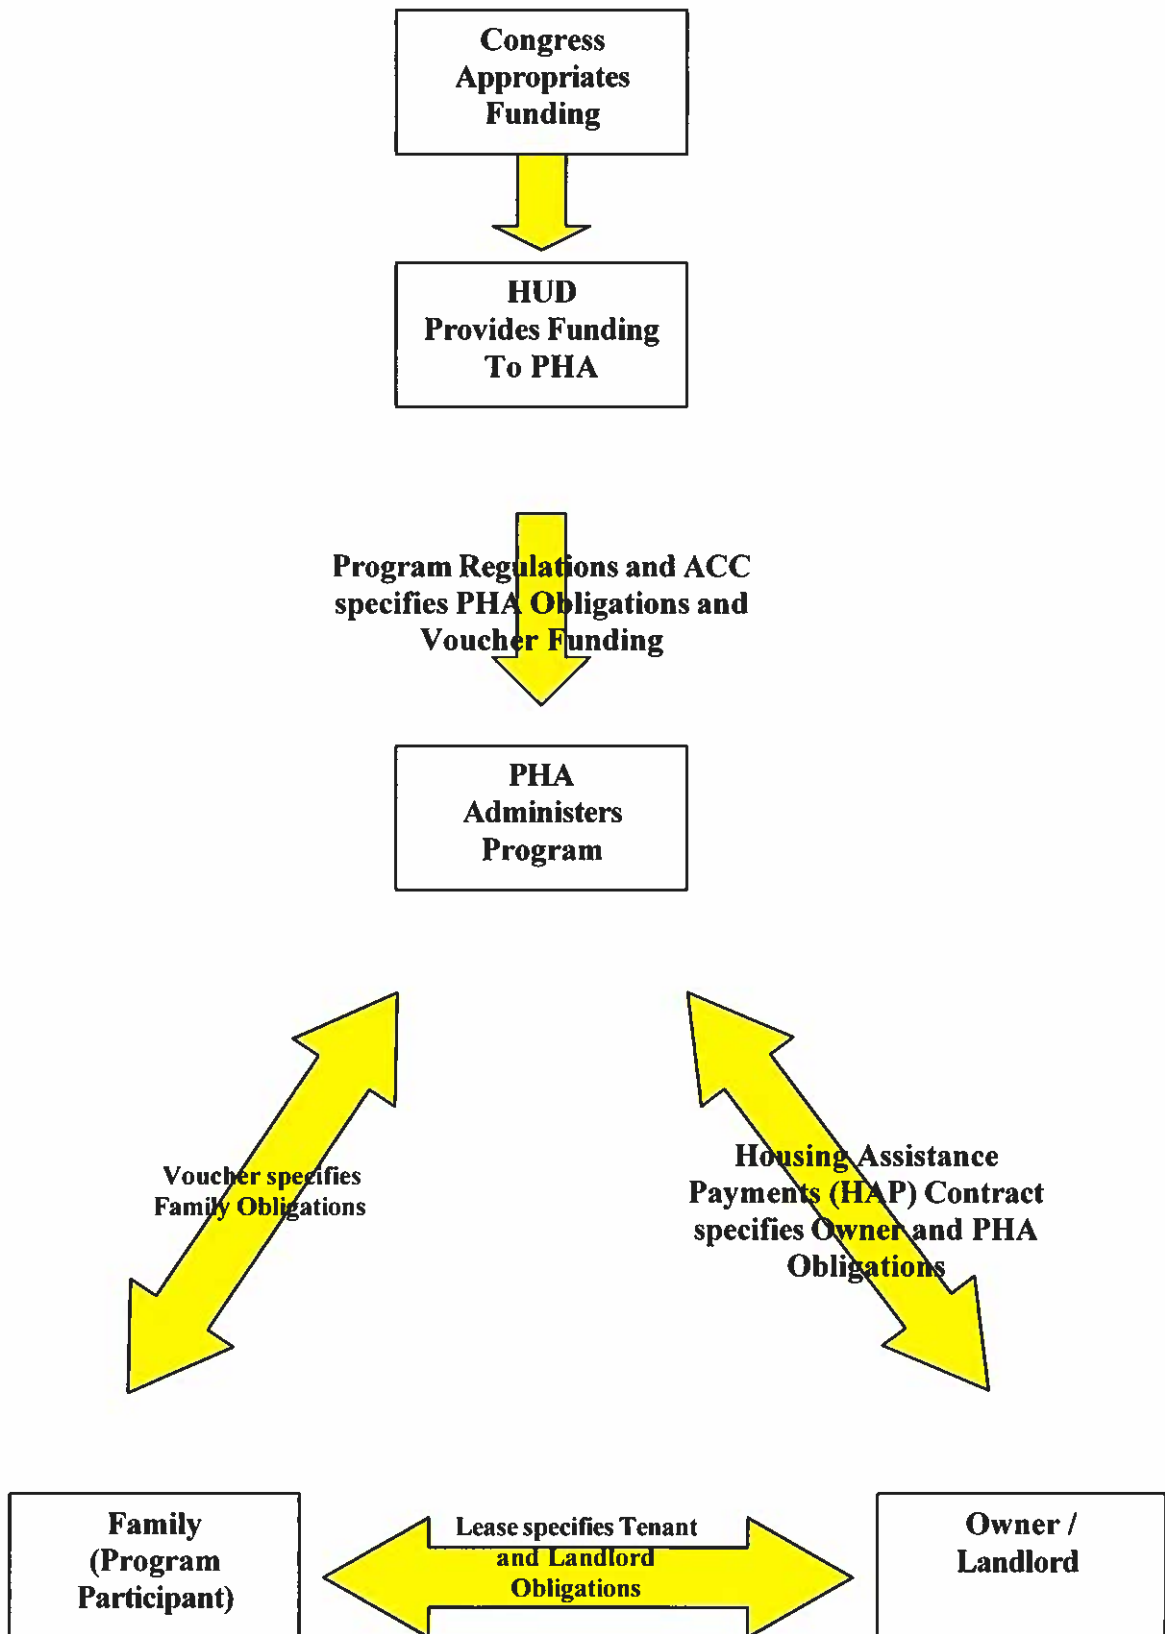 Congress
Appropriates
Funding
HUD
Provides Funding
To PHA
Program Regulations and ACC
specifies PHA Obligations and
Voucher Funding
PHA
Administers
Program
Voucher specifies
Family Obligations
Housing Assistance
Payments (HAP) Contract
specifies Owner and PHA
Obligations
Family
(Program
Participant)
Lease specifies Tenant
and Landlord
Obligations
Owner /
Landlord